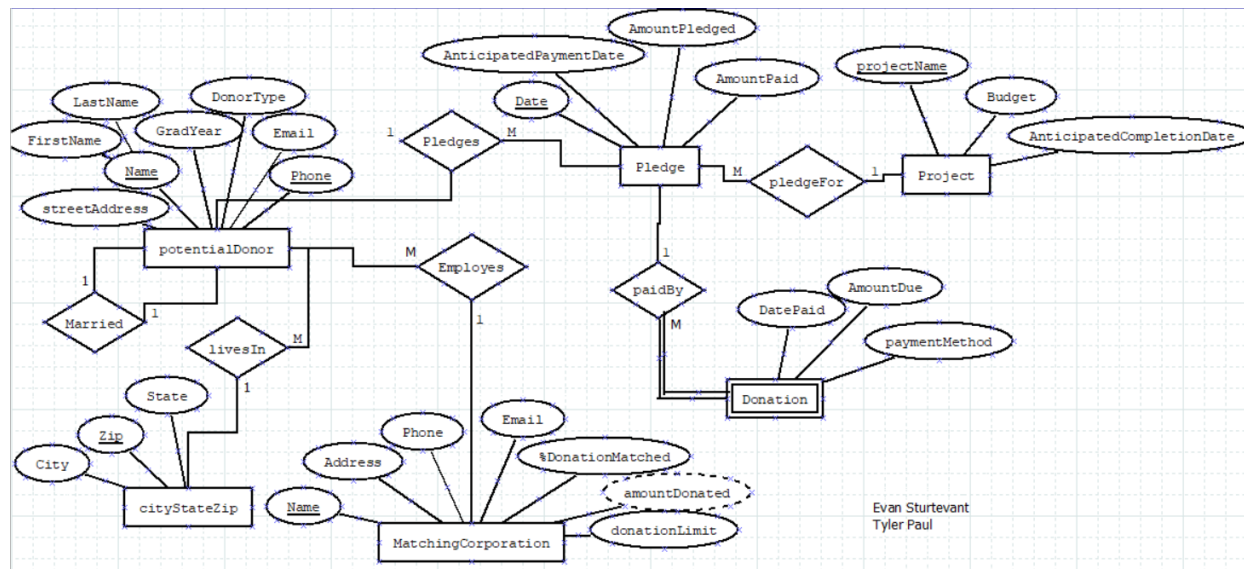 AmountPledged
AnticipatedPaymentDate
projectName
AmountPaid
LastName
DonorType
Date
Budget
FirstName
GradYear
Email
AnticipatedCompletionDate
1
Pledges
M
Name
Phone
Pledge
M
pledgeFor
1
Project
streetAddress
potentialDonor
M
Employes
1
1
Married
1
paidBy
M
AmountDue
DatePaid
paymentMethod
livesIn
M
1
1
Donation
State
Zip
City
cityStateZip
Phone
Email
Address
%DonationMatched
amountDonated
Name
donationLimit
MatchingCorporation
Evan Sturtevant
Tyler Paul